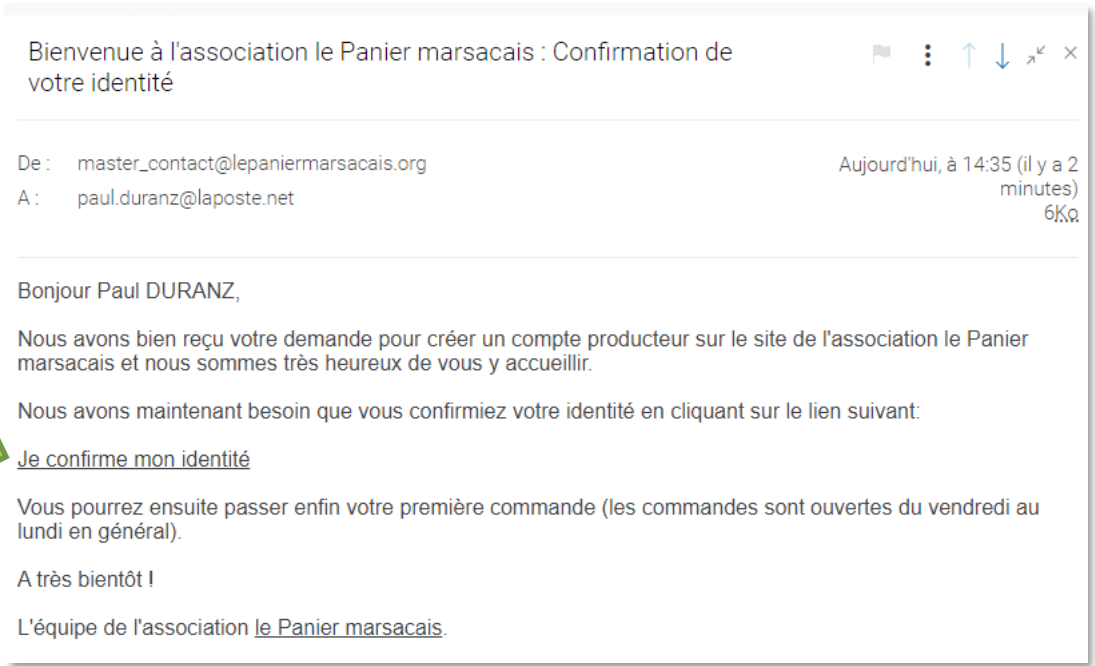 Bienvenue à l'association le Panier marsacais : Confirmation de
votre identité
De : master_contact@lepaniermarsacais.org
Aujourd'hui, à 14:35 (il y a 2
minutes)
A : paul.duranz@laposte.net
6Ko
Bonjour Paul DURANZ,
Nous avons bien reçu votre demande pour créer un compte producteur sur le site de l'association le Panier
marsacais et nous sommes très heureux de vous y accueillir.
Nous avons maintenant besoin que vous confirmiez votre identité en cliquant sur le lien suivant:
Je confirme mon identité
Vous pourrez ensuite passer enfin votre première commande (les commandes sont ouvertes du vendredi au
lundi en général).
A très bientôt !
L'équipe de l'association le Panier marsacais.